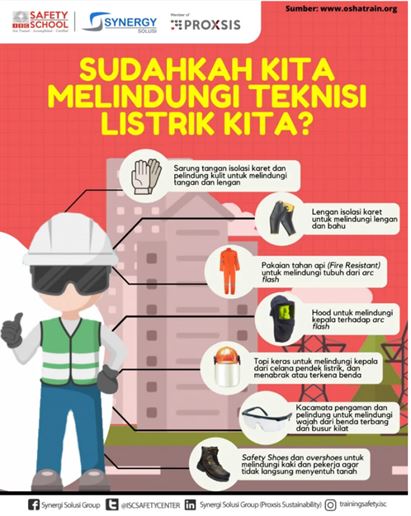 Sumber: www.oshatrain.org
SAFETY
SCHOOL
SYNERGY
SOLUSI
Member of
PROXSIS
SUDAHKAH KITA
MELINDUNGI TEKNISI
LISTRIK KITA?
Sarung tangan isolasi karet dan
pelindung kulit untuk melindungi
tangan dan lengan
Lengan isolasi karet
untuk melindungi lengan
dan bahu
Pakaian tahan api (Fire Resistant)
untuk melindungi tubuh dari arc
flash
Hood untuk melindungi
kepala terhadap arc
flash
Topi keras untuk melindungi kepala
dari celana pendek listrik, dan
menabrak atau terkena benda
Kacamata pengaman dan
pelindung untuk melindungi
wajah dari benda terbang
dan busur kilat
Safety Shoes dan overshoes untuk
melindungi kaki dan pekerja agar
tidak langsung menyentuh tanah
Synergi Solusi Group
@ISCSAFETYCENTER
Synergi Solusi Group (Proxsis Sustainability)
trainingsafety.isc